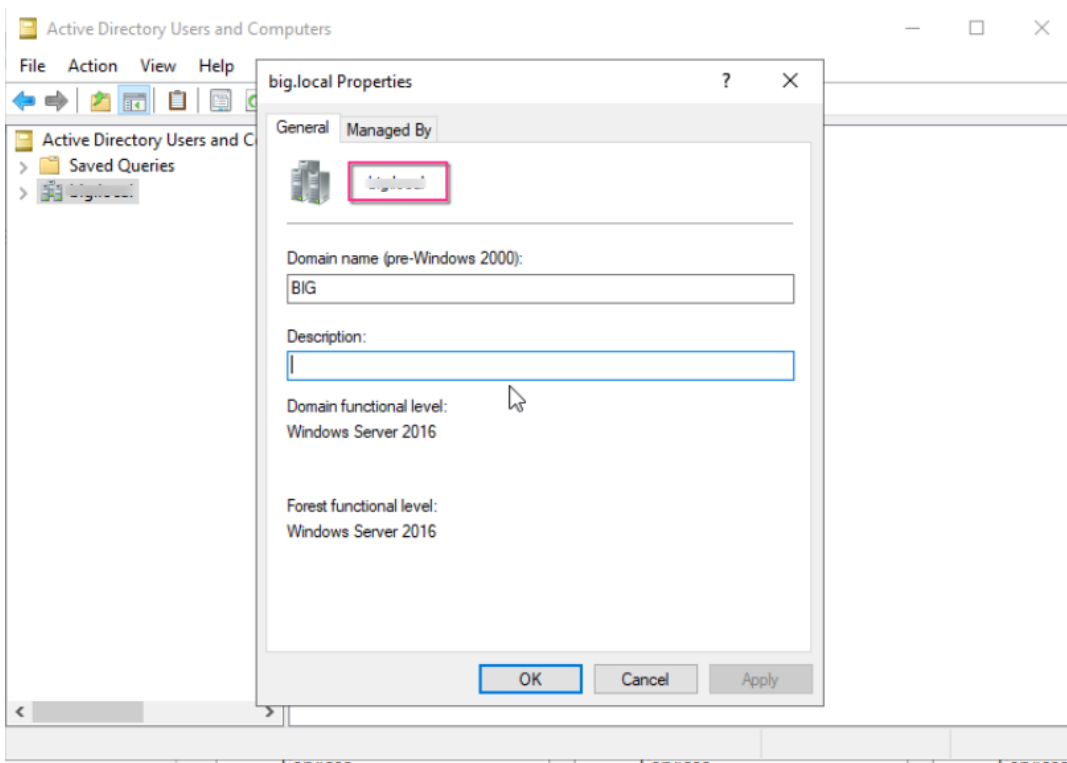 Active Directory Users and Computers
File Action View Help
big.local Properties
?
General Managed By
Active Directory Users and C
Saved Queries
Domain name (pre-Windows 2000):
BIG
Description:
Domain functional level:
Windows Server 2016
Forest functional level:
Windows Server 2016
OK Cancel Apply